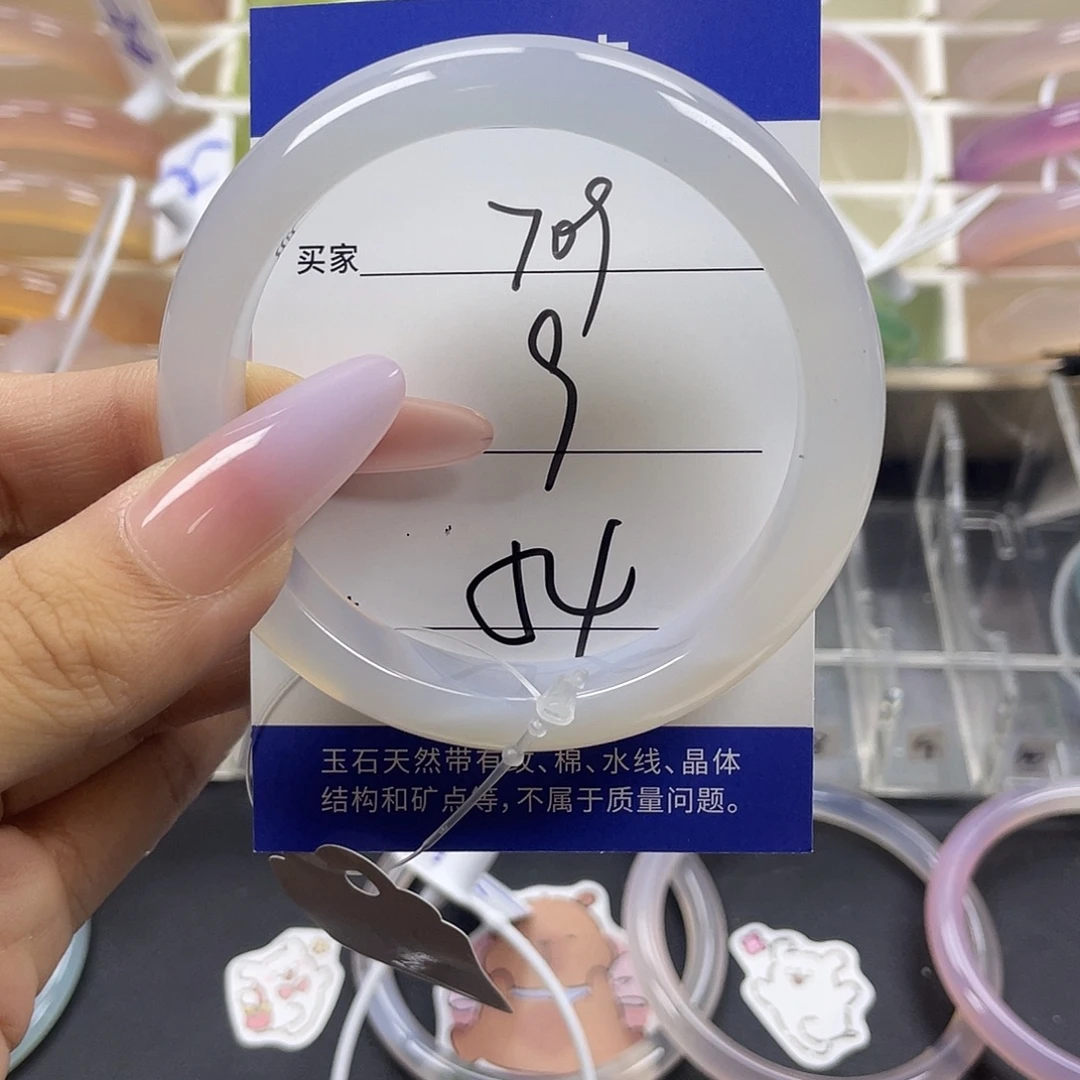 买家 709
9
54
玉石天然带有纹、棉、水线、晶体
结构和矿点等,不属于质量问题。